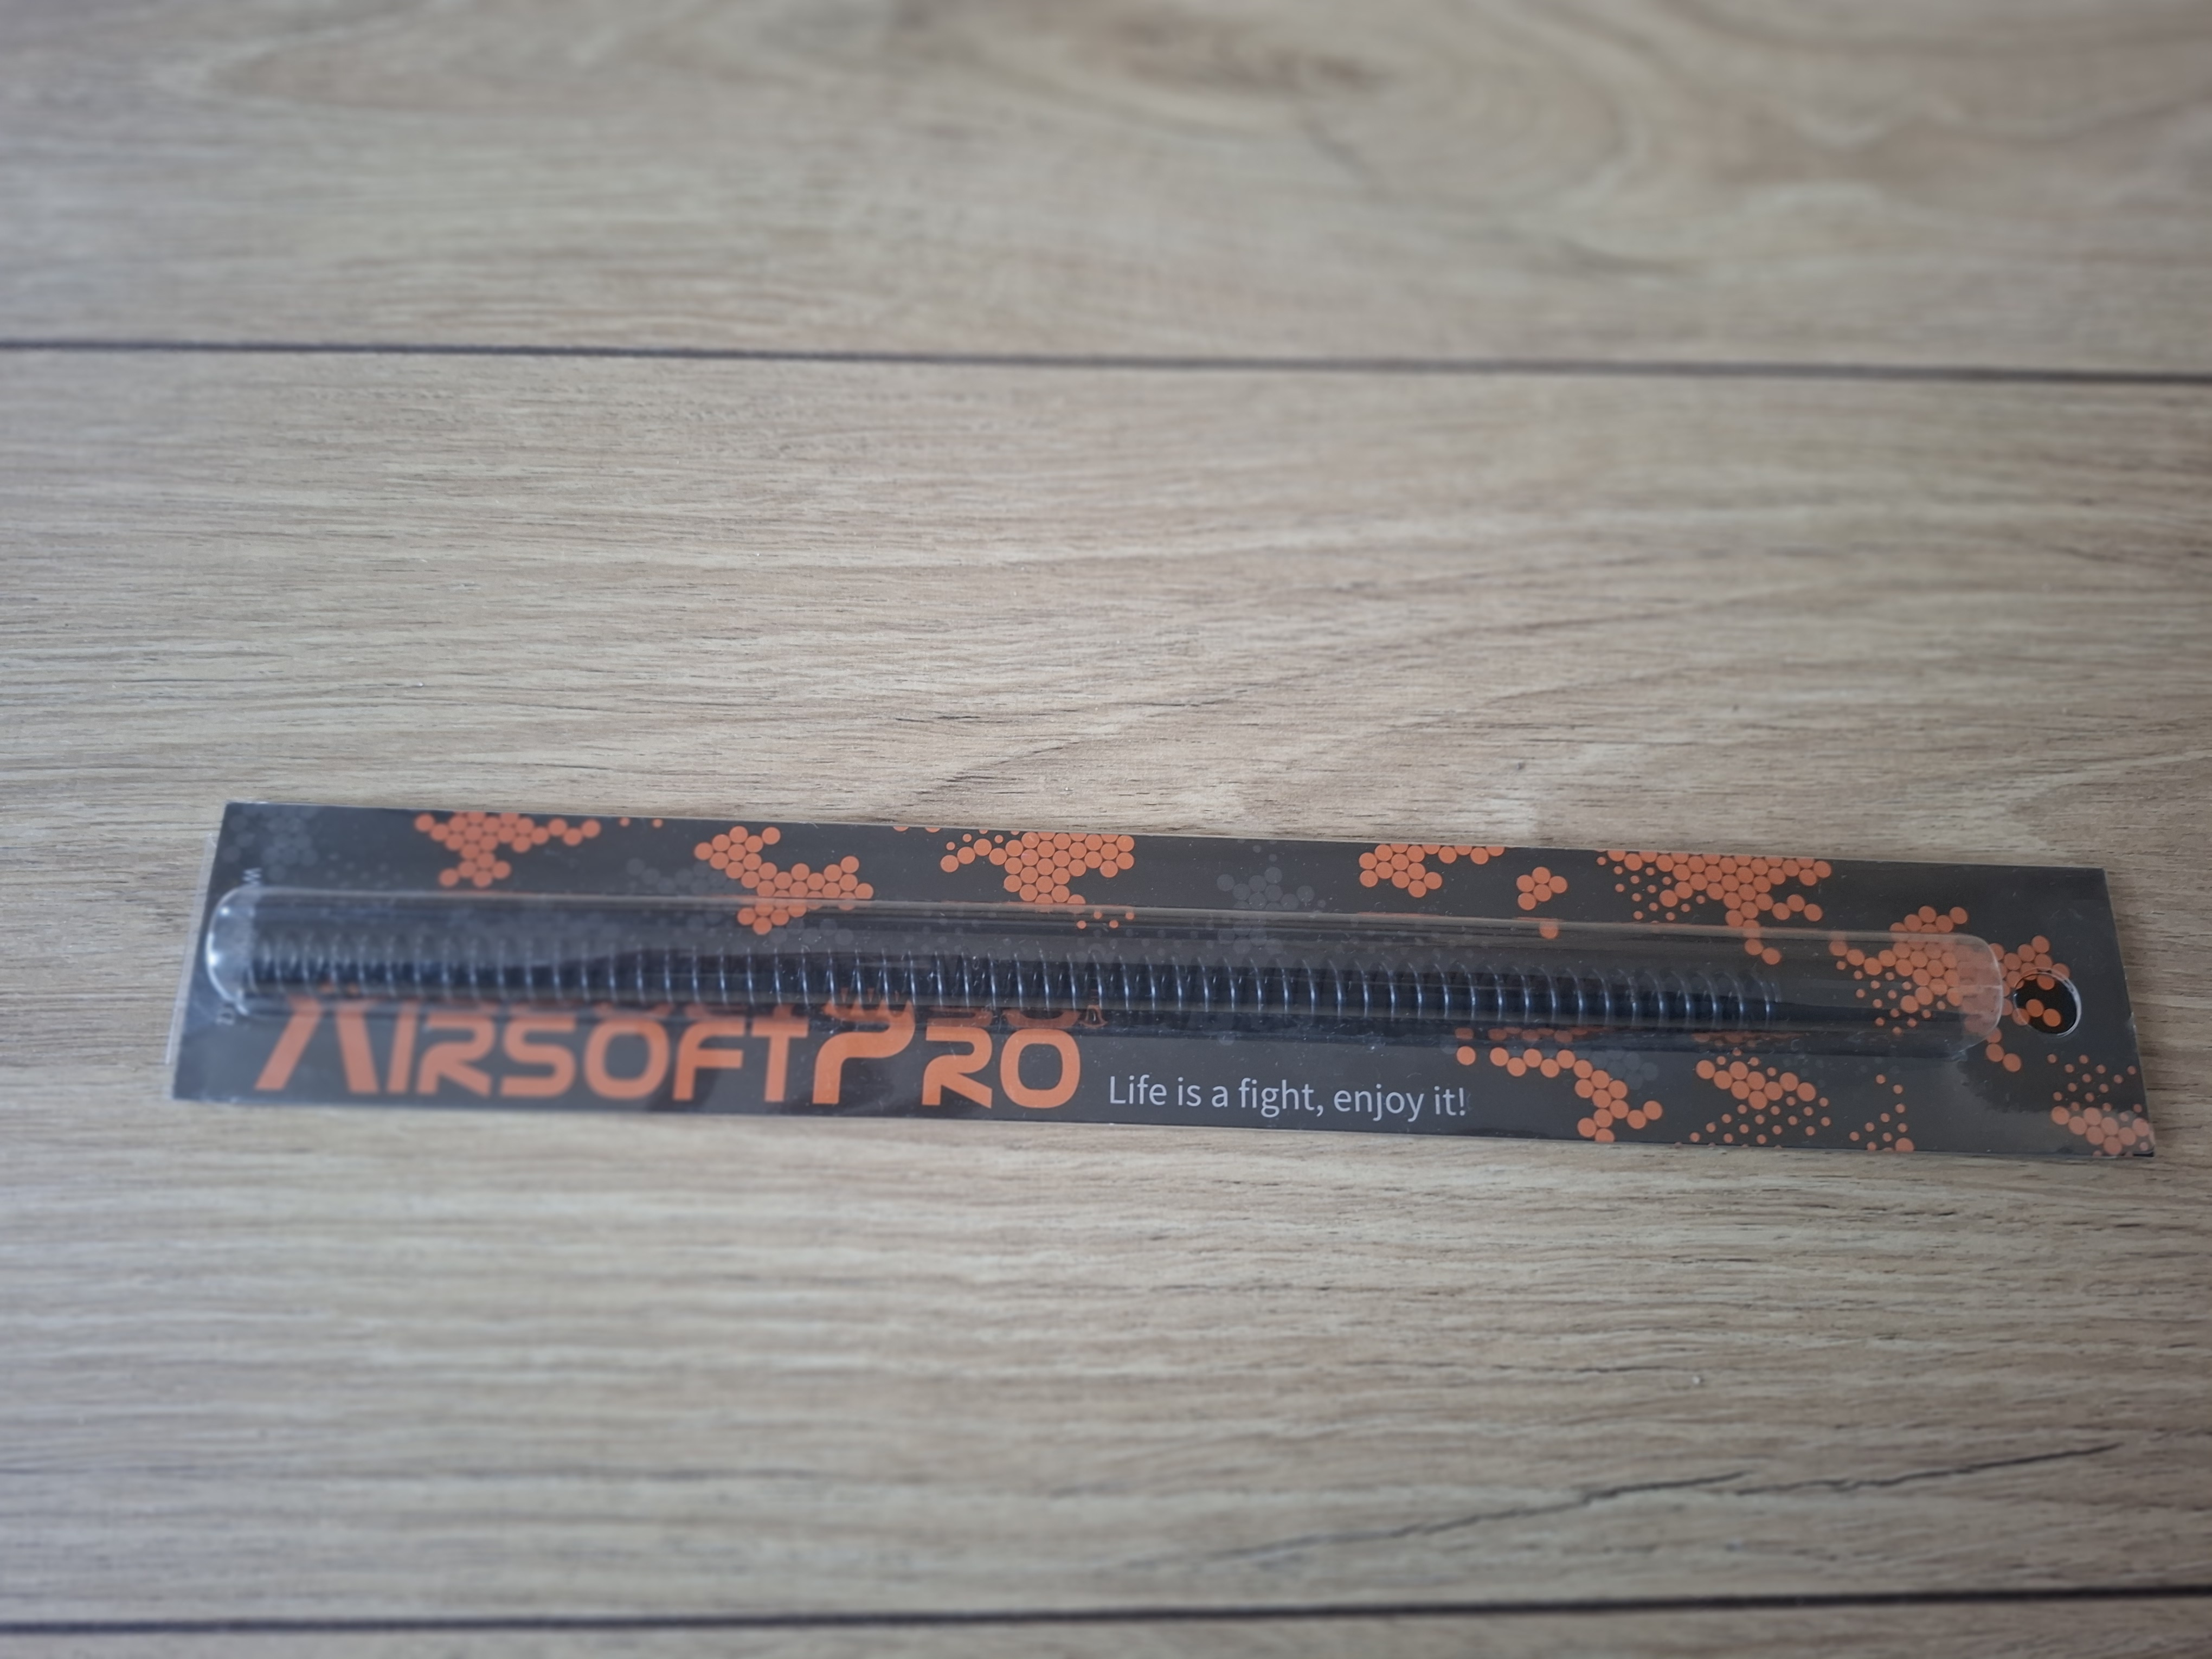 AIRSOFTPRO
Life is a fight, enjoy it!